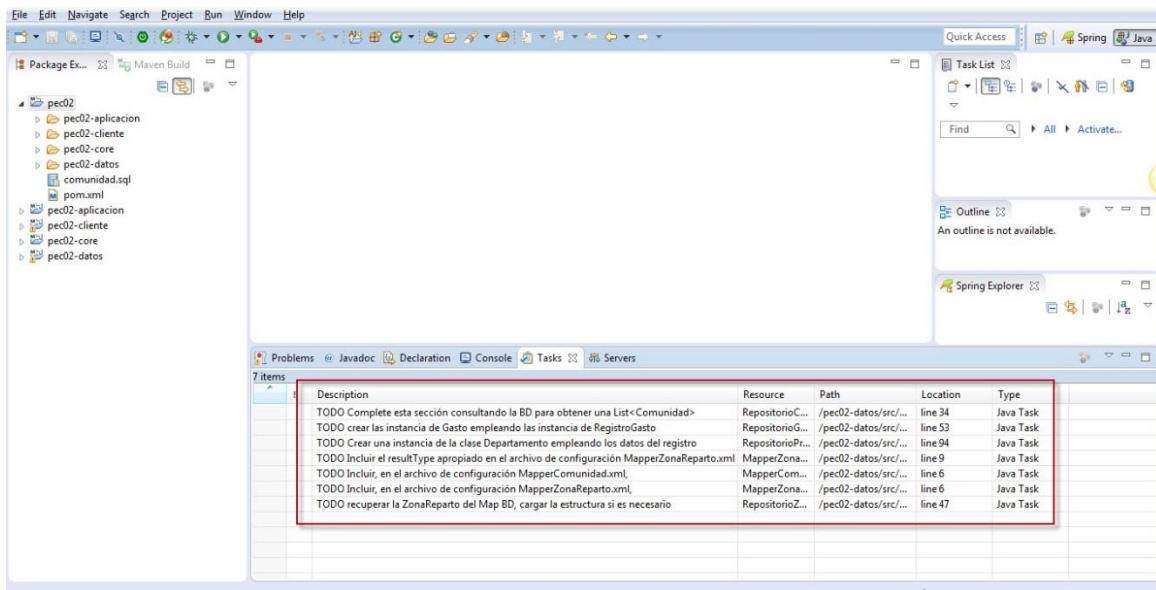 File Edit Navigate Search Project Run Window Help
Quick Access Spring Java
Package Ex... Maven Build
pec02
pec02-aplicacion
pec02-cliente
pec02-core
pec02-datos
comunidad.sql
pom.xml
pec02-aplicacion
pec02-cliente
pec02-core
pec02-datos
Task List
Find All Activate...
Outline
An outline is not available.
Spring Explorer
Problems Javadoc Declaration Console Tasks Servers
7 items
! Description Resource Path Location Type
TODO Complete esta sección consultando la BD para obtener una List<Comunidad> RepositorioC... /pec02-datos/src/... line 34 Java Task
TODO crear las instancia de Gasto empleando las instancia de RegistroGasto RepositorioG... /pec02-datos/src/... line 53 Java Task
TODO Crear una instancia de la clase Departamento empleando los datos del registro RepositorioPr... /pec02-datos/src/... line 94 Java Task
TODO Incluir el resultType apropiado en el archivo de configuración MapperZonaReparto.xml MapperZona... /pec02-datos/src/... line 9 Java Task
TODO Incluir, en el archivo de configuración MapperComunidad.xml, MapperCom... /pec02-datos/src/... line 6 Java Task
TODO Incluir, en el archivo de configuración MapperZonaReparto.xml, MapperZona... /pec02-datos/src/... line 6 Java Task
TODO recuperar la ZonaReparto del Map BD, cargar la estructura si es necesario RepositorioZ... /pec02-datos/src/... line 47 Java Task